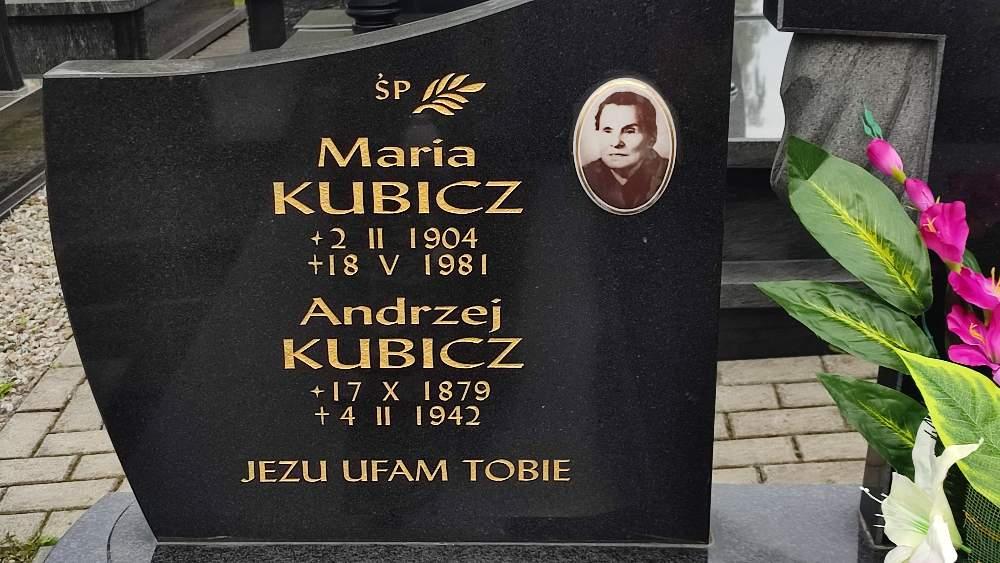 ŚP
Maria
KUBICZ
+2 II 1904
+18 V 1981
Andrzej
KUBICZ
+17 X 1879
+4 II 1942
JEZU UFAM TOBIE